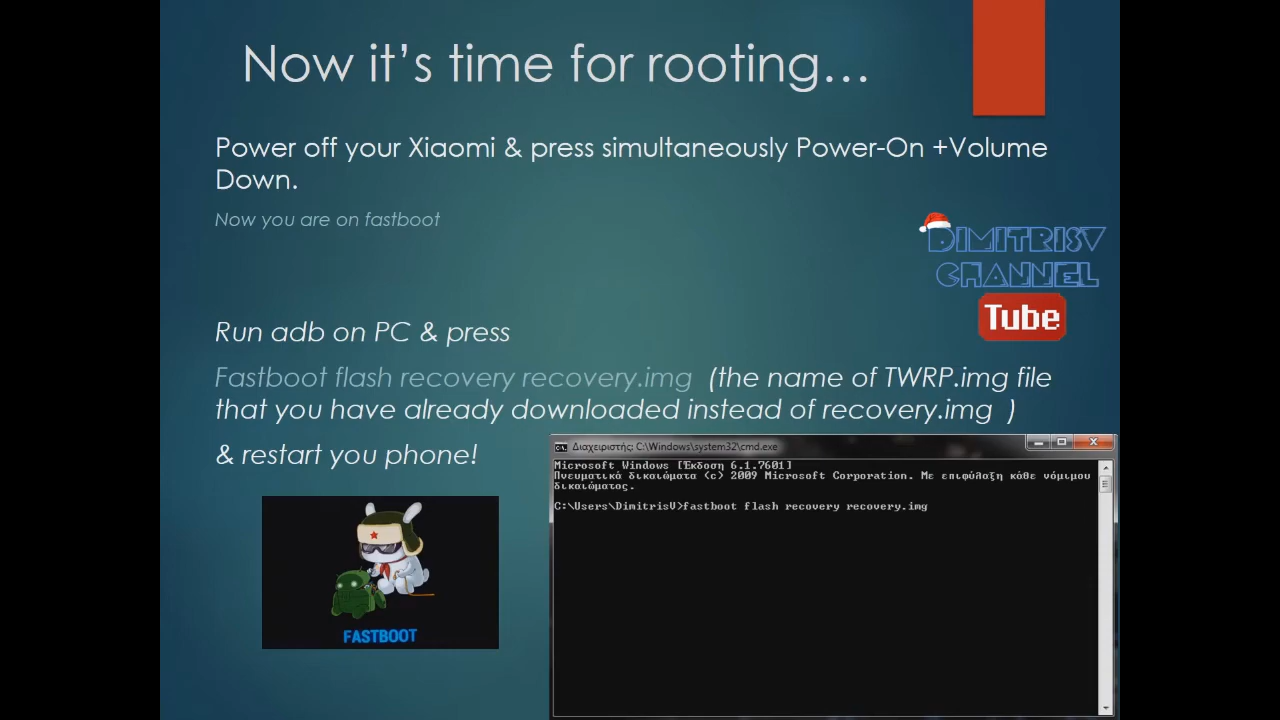 Now it’s time for rooting…
Power off your Xiaomi & press simultaneously Power-On +Volume
Down.
Now you are on fastboot
DIMITRISV
CHANNEL
Tube
Run adb on PC & press
Fastboot flash recovery recovery.img (the name of TWRP.img file
that you have already downloaded instead of recovery.img )
& restart you phone!
Διαχειριστής: C:\Windows\system32\cmd.exe
Microsoft Windows [Έκδοση 6.1.7601]
Πνευματικά δικαιώματα (c) 2009 Microsoft Corporation. Με επιφύλαξη κάθε νόμιμου
δικαιώματος.
C:\Users\DimitrisV>fastboot flash recovery recovery.img
FASTBOOT